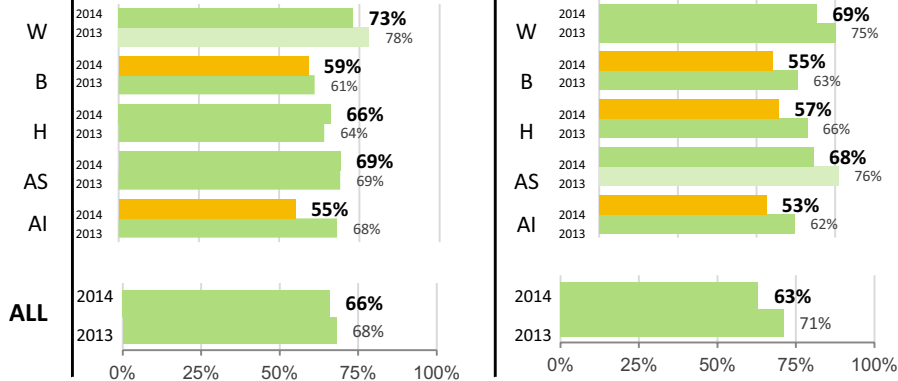 W 2014 73%
2013 78%
B 2014 59%
2013 61%
H 2014 66%
2013 64%
AS 2014 69%
2013 69%
AI 2014 55%
2013 68%
ALL 2014 66%
2013 68%
0% 25% 50% 75% 100%
W 2014 69%
2013 75%
B 2014 55%
2013 63%
H 2014 57%
2013 66%
AS 2014 68%
2013 76%
AI 2014 53%
2013 62%
2014 63%
2013 71%
0% 25% 50% 75% 100%